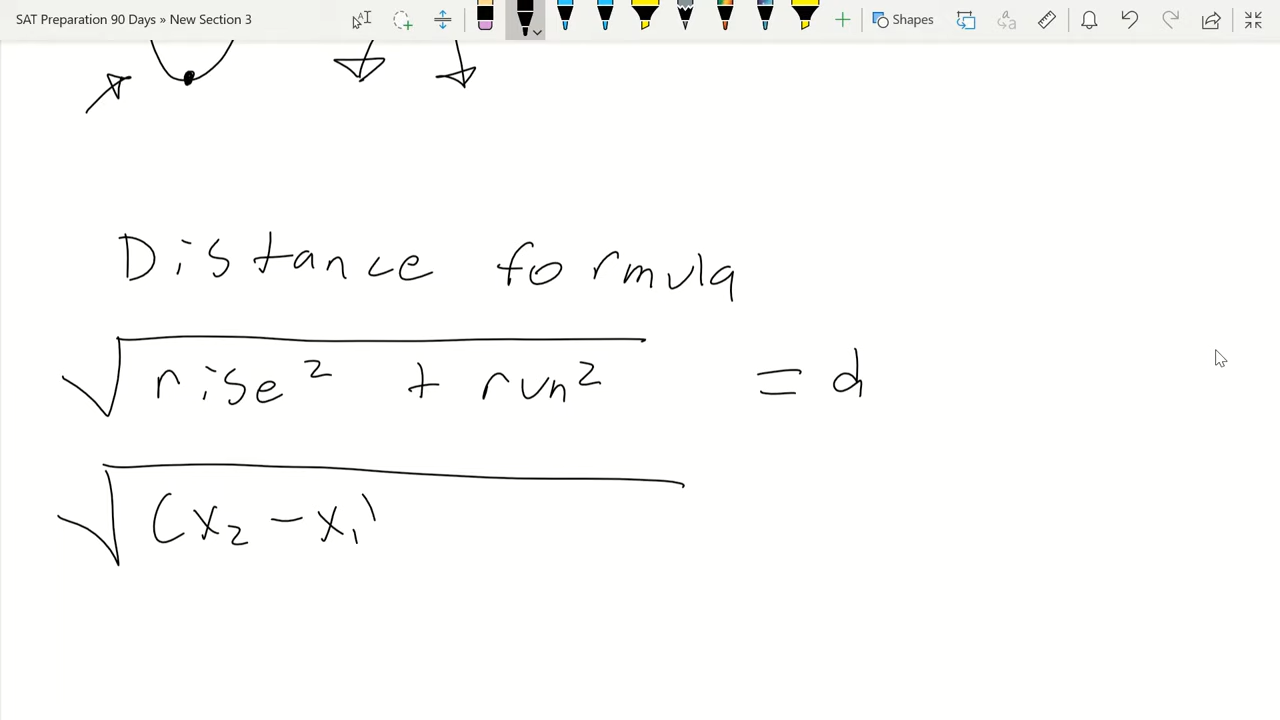 SAT Preparation 90 Days » New Section 3
Shapes
Distance formula
√(rise² + run²) = d
√(x₂ - x₁)